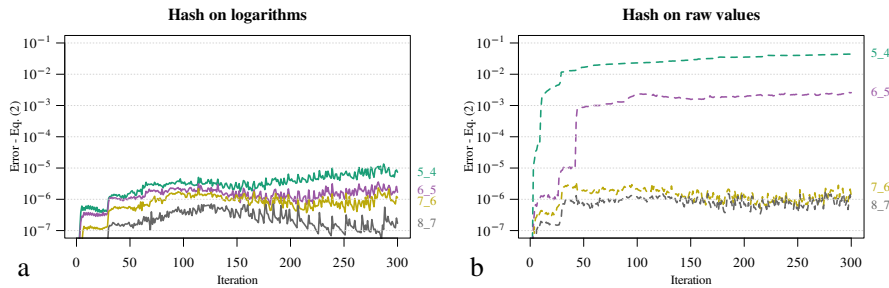 Hash on logarithms
Error - Eq. (2)
10⁻¹
10⁻²
10⁻³
10⁻⁴
10⁻⁵
10⁻⁶
10⁻⁷
5_4
6_5
7_6
8_7
0 50 100 150 200 250 300
Iteration
a
Hash on raw values
Error - Eq. (2)
10⁻¹
10⁻²
10⁻³
10⁻⁴
10⁻⁵
10⁻⁶
10⁻⁷
5_4
6_5
7_6
8_7
0 50 100 150 200 250 300
Iteration
b